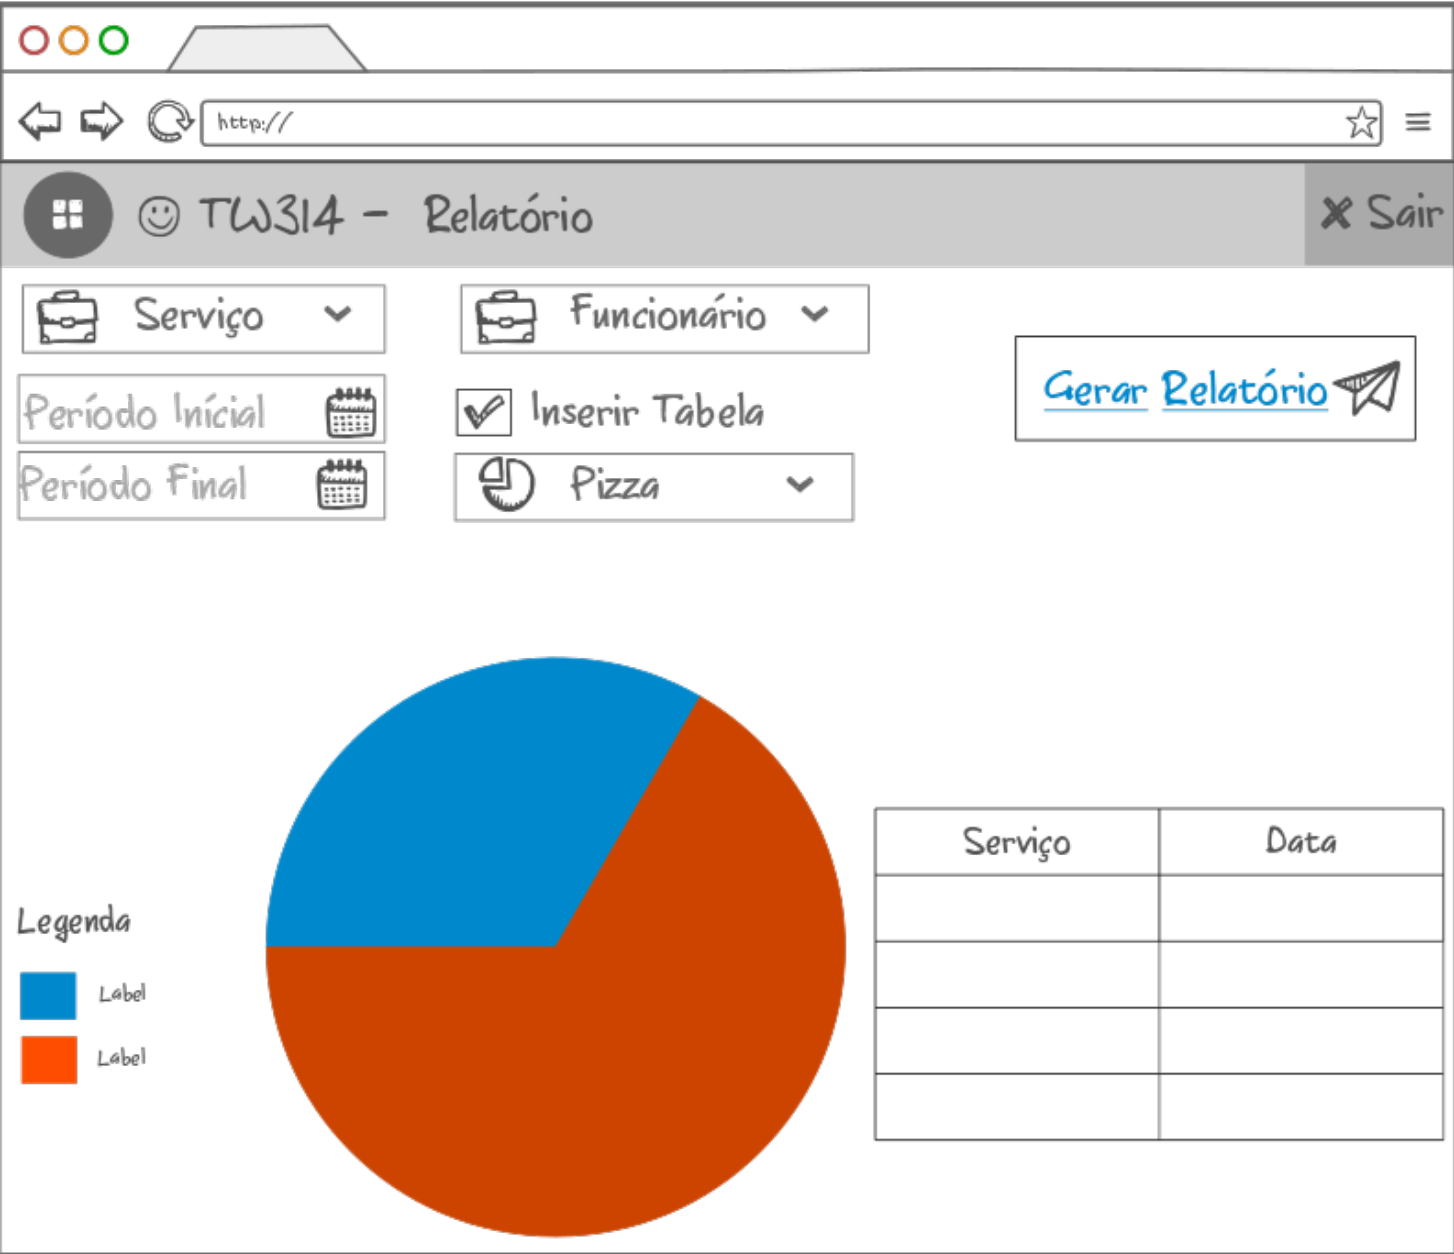 http://
TW314 - Relatório
Sair
Serviço
Funcionário
Período Inícial
Inserir Tabela
Gerar Relatório
Período Final
Pizza
Serviço
Data
Legenda
Label
Label